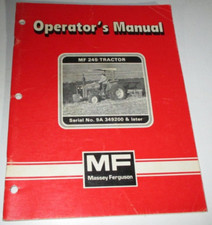 Operator's Manual
MF 245 TRACTOR
Serial No. 9A 349200 & later
MF
Massey Ferguson